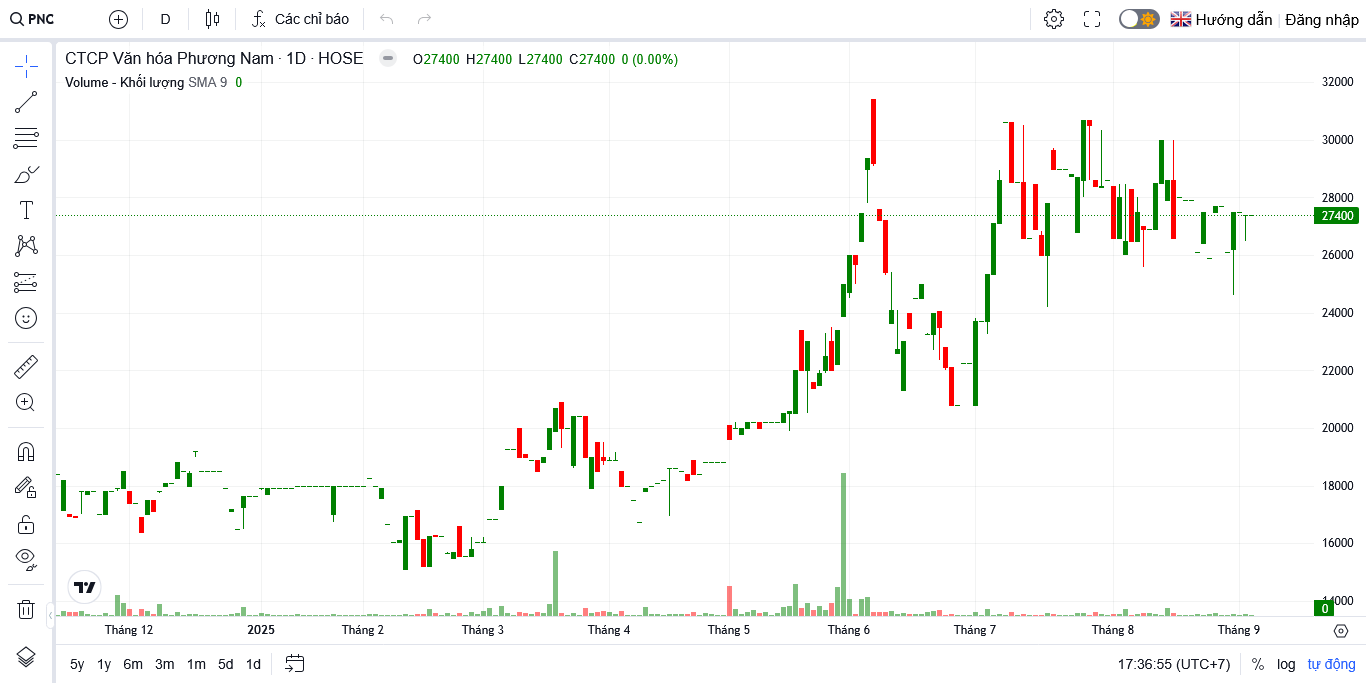 PNC D Các chỉ báo Hướng dẫn Đăng nhập
CTCP Văn hóa Phương Nam · 1D · HOSE O27400 H27400 L27400 C27400 0 (0.00%)
Volume - Khối lượng SMA 9 0
32000
30000
28000
27400
26000
24000
22000
20000
18000
16000
14000
0
Tháng 12 2025 Tháng 2 Tháng 3 Tháng 4 Tháng 5 Tháng 6 Tháng 7 Tháng 8 Tháng 9
5y 1y 6m 3m 1m 5d 1d 17:36:55 (UTC+7) % log tự động